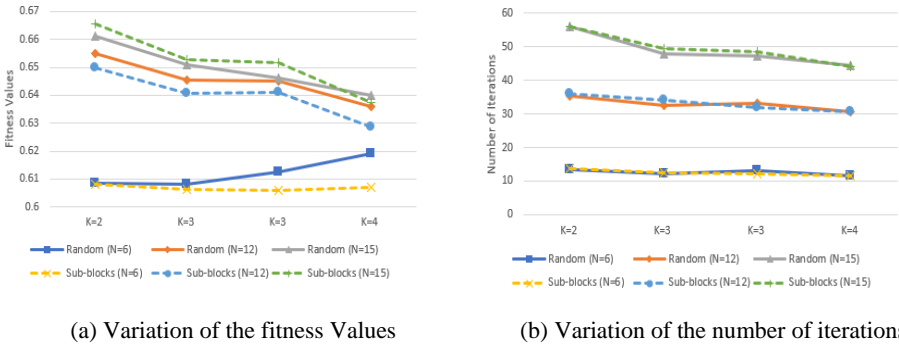 0.67
0.66
0.65
0.64
0.63
0.62
0.61
0.6
Fitness Values
K=2 K=3 K=3 K=4
Random (N=6) Random (N=12) Random (N=15)
Sub-blocks (N=6) Sub-blocks (N=12) Sub-blocks (N=15)
(a) Variation of the fitness Values
60
50
40
30
20
10
0
Number of Iterations
K=2 K=3 K=3 K=4
Random (N=6) Random (N=12) Random (N=15)
Sub-blocks (N=6) Sub-blocks (N=12) Sub-blocks (N=15)
(b) Variation of the number of iterations